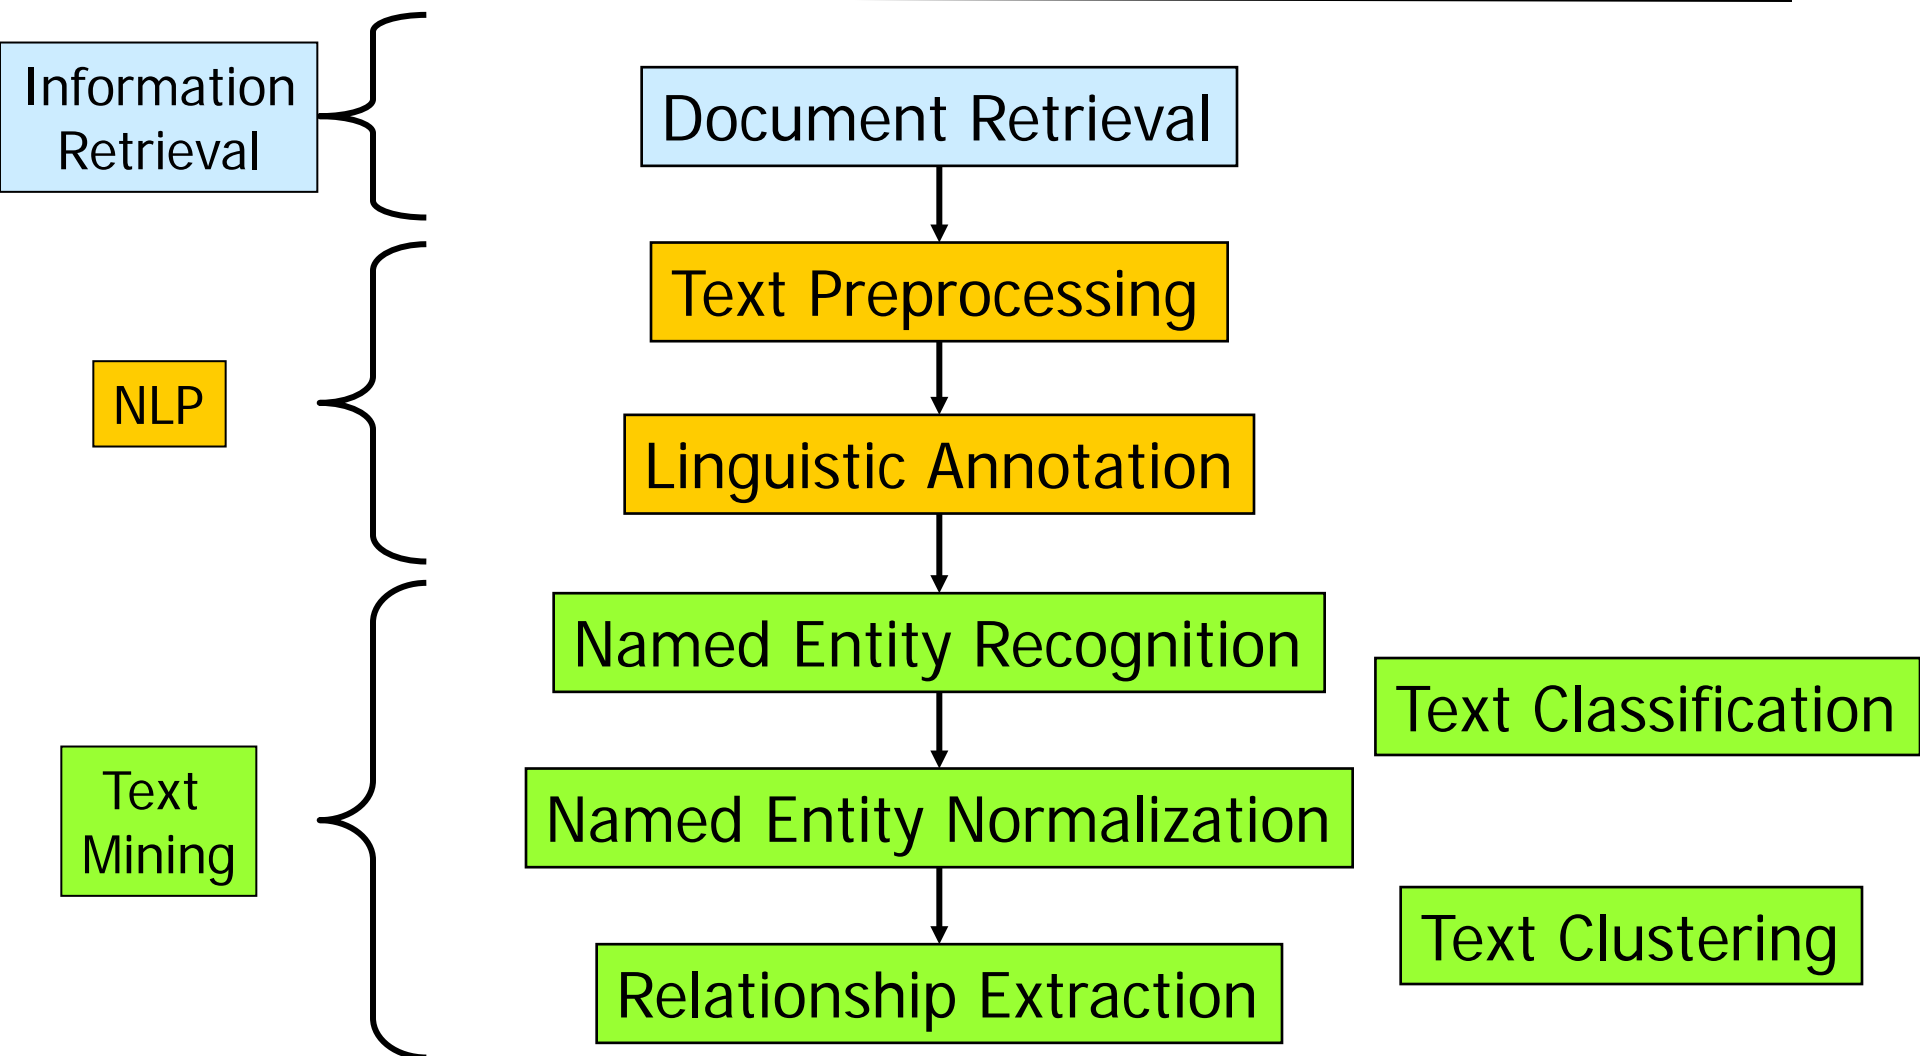 Information
Retrieval
Document Retrieval
Text Preprocessing
NLP
Linguistic Annotation
Named Entity Recognition
Text Classification
Text
Mining
Named Entity Normalization
Text Clustering
Relationship Extraction